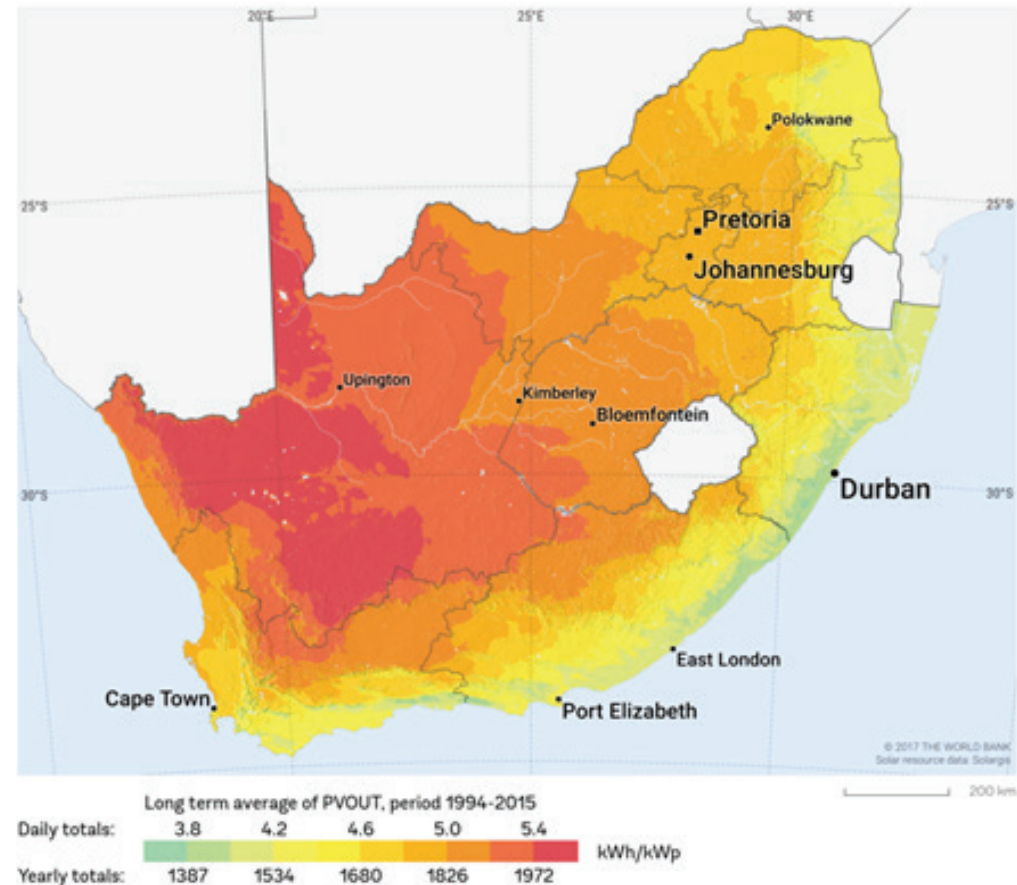 20°E 25°E 30°E
Polokwane
25°S 25°S
Pretoria
Johannesburg
Upington
Kimberley
Bloemfontein
30°S 30°S
Durban
East London
Cape Town
Port Elizabeth
© 2017 THE WORLD BANK
Solar resource data: Solargis
200 km
Long term average of PVOUT, period 1994-2015
Daily totals: 3.8 4.2 4.6 5.0 5.4
kWh/kWp
Yearly totals: 1387 1534 1680 1826 1972